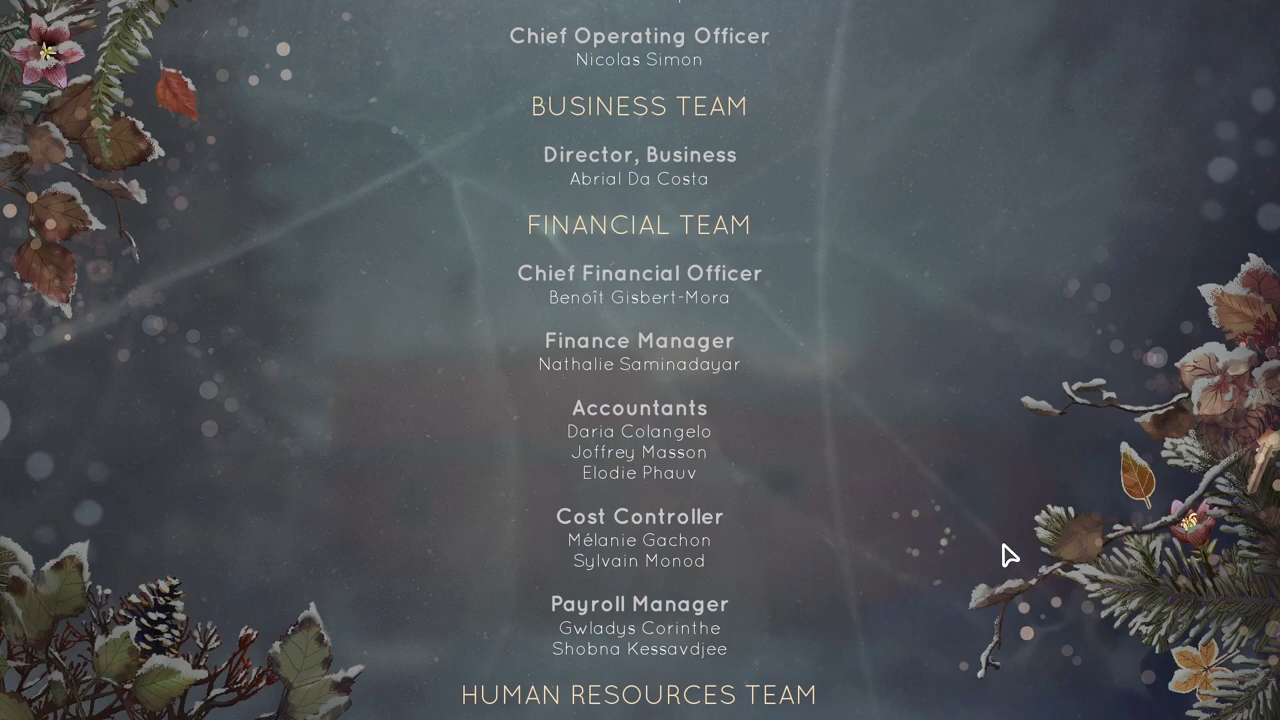 Chief Operating Officer
Nicolas Simon
BUSINESS TEAM
Director, Business
Abrial Da Costa
FINANCIAL TEAM
Chief Financial Officer
Benoît Gisbert-Mora
Finance Manager
Nathalie Saminadayar
Accountants
Daria Colangelo
Joffrey Masson
Elodie Phauv
Cost Controller
Mélanie Gachon
Sylvain Monod
Payroll Manager
Gwladys Corinthe
Shobna Kessavdjee
HUMAN RESOURCES TEAM